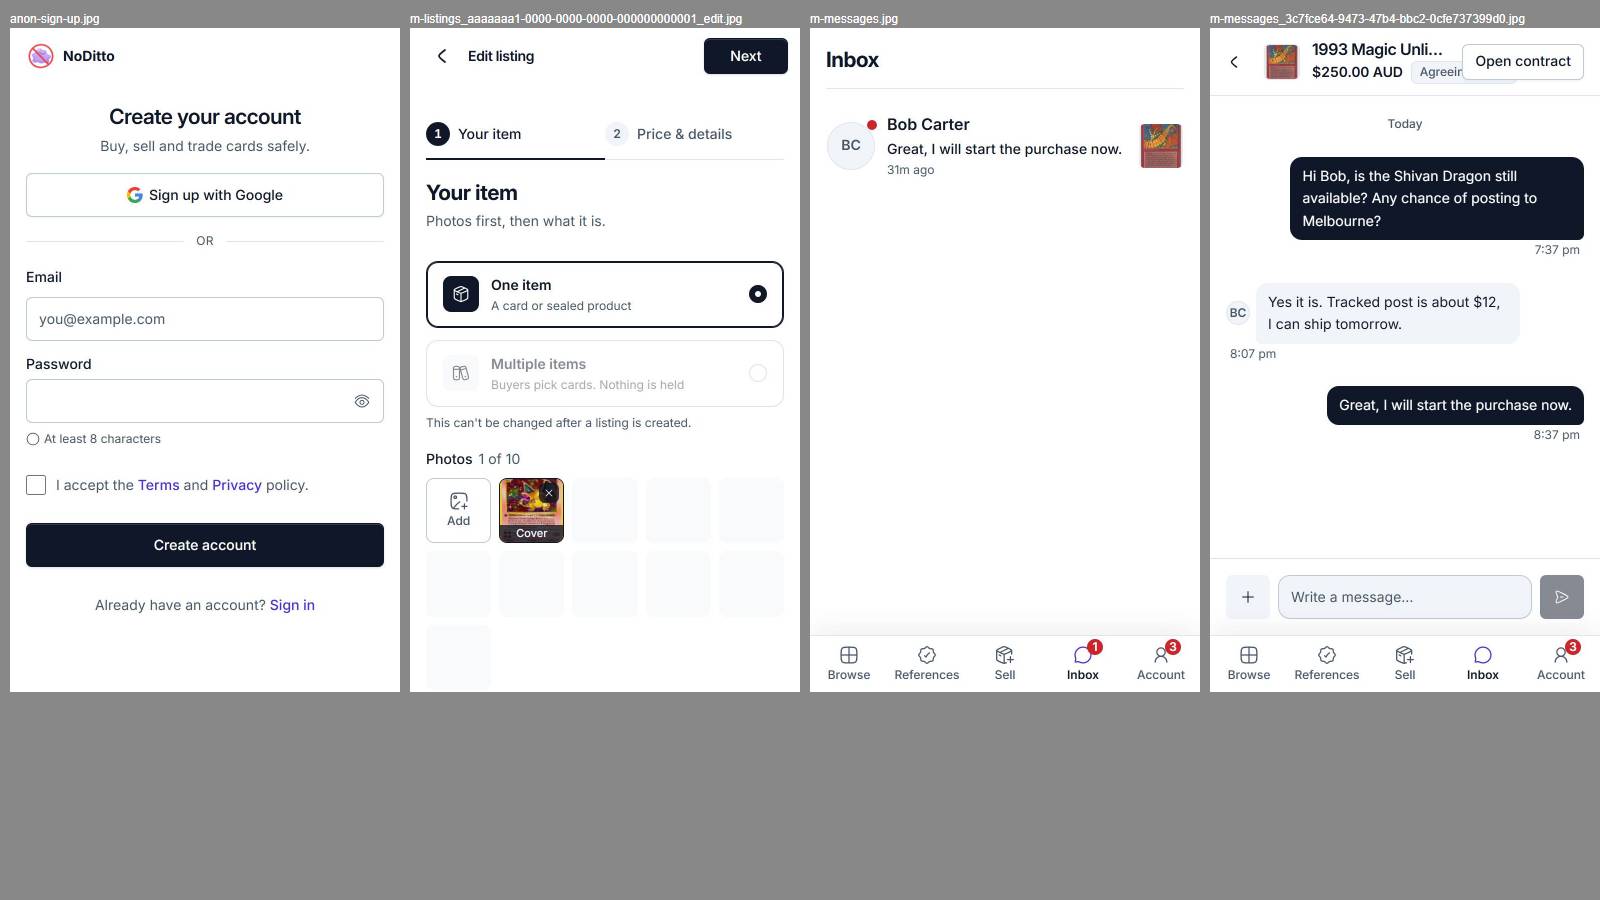 anon-sign-up.jpg
NoDitto
Create your account
Buy, sell and trade cards safely.
Sign up with Google
OR
Email
you@example.com
Password
At least 8 characters
I accept the Terms and Privacy policy.
Create account
Already have an account? Sign in
m-listings_aaaaaaa1-0000-0000-0000-000000000001_edit.jpg
Edit listing
Next
1 Your item
2 Price & details
Your item
Photos first, then what it is.
One item
A card or sealed product
Multiple items
Buyers pick cards. Nothing is held
This can't be changed after a listing is created.
Photos 1 of 10
Add
Cover
m-messages.jpg
Inbox
BC
Bob Carter
Great, I will start the purchase now.
31m ago
Browse
References
Sell
1
Inbox
3
Account
m-messages_3c7fce64-9473-47b4-bbc2-0cfe737399d0.jpg
1993 Magic Unli...
$250.00 AUD
Open contract
Today
Hi Bob, is the Shivan Dragon still
available? Any chance of posting to
Melbourne?
7:37 pm
BC
Yes it is. Tracked post is about $12,
I can ship tomorrow.
8:07 pm
Great, I will start the purchase now.
8:37 pm
Write a message...
Browse
References
Sell
Inbox
3
Account